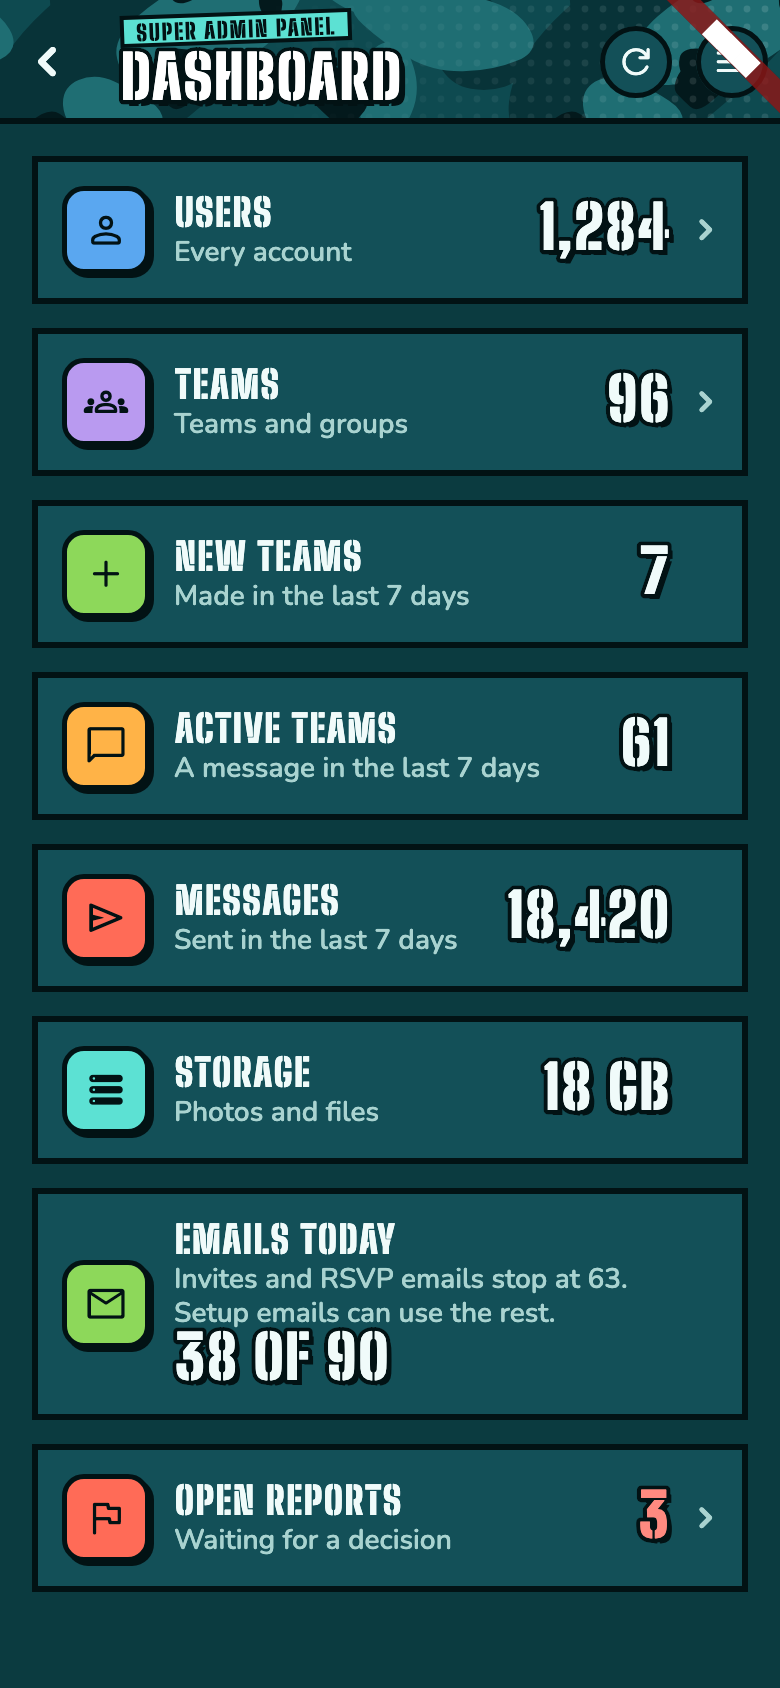 SUPER ADMIN PANEL
DASHBOARD
USERS
Every account
1,284
TEAMS
Teams and groups
96
NEW TEAMS
Made in the last 7 days
7
ACTIVE TEAMS
A message in the last 7 days
61
MESSAGES
Sent in the last 7 days
18,420
STORAGE
Photos and files
18 GB
EMAILS TODAY
Invites and RSVP emails stop at 63.
Setup emails can use the rest.
38 OF 90
OPEN REPORTS
Waiting for a decision
3